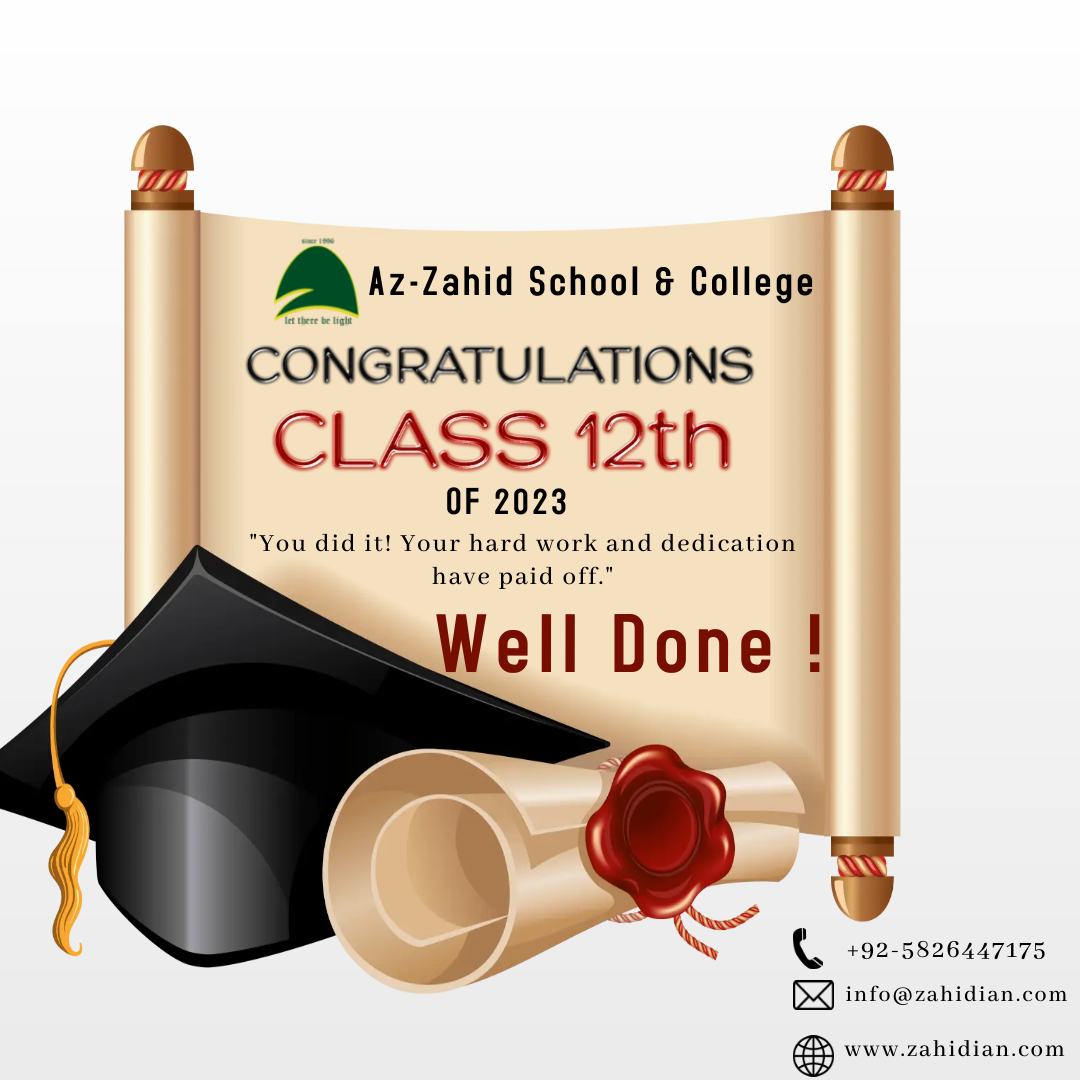 since 1996
let there be light
Az-Zahid School & College
CONGRATULATIONS
CLASS 12th
OF 2023
"You did it! Your hard work and dedication
have paid off."
Well Done !
+92-5826447175
info@zahidian.com
www.zahidian.com